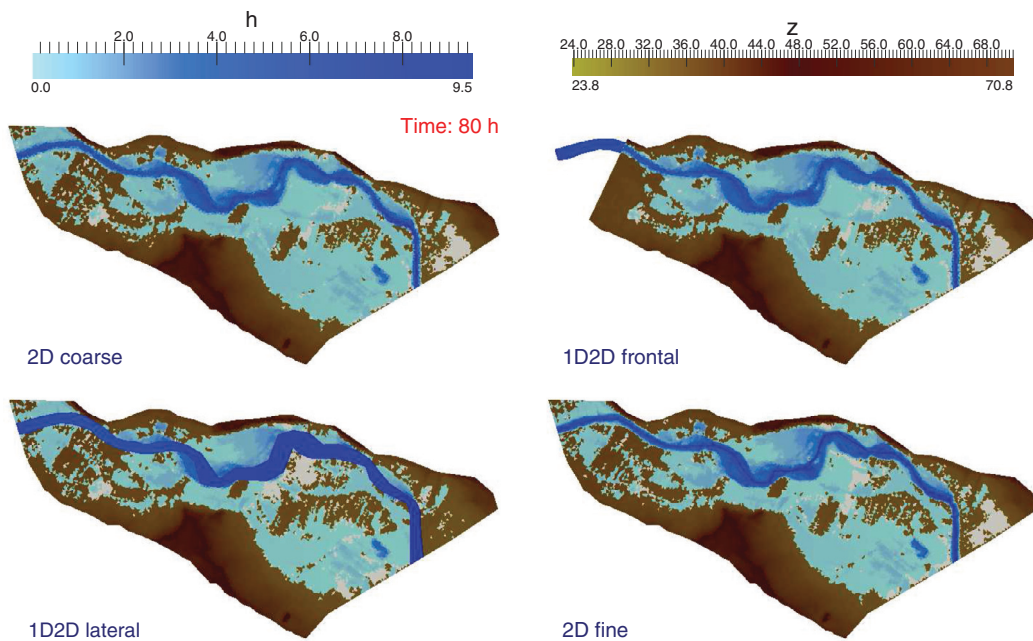 h
2.0 4.0 6.0 8.0
0.0 9.5
z
24.0 28.0 32.0 36.0 40.0 44.0 48.0 52.0 56.0 60.0 64.0 68.0
23.8 70.8
Time: 80 h
2D coarse
1D2D frontal
1D2D lateral
2D fine